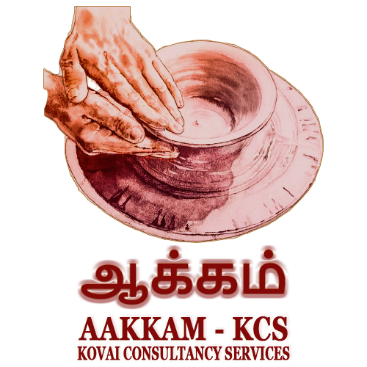 ஆக்கம்
AAKKAM - KCS
KOVAI CONSULTANCY SERVICES